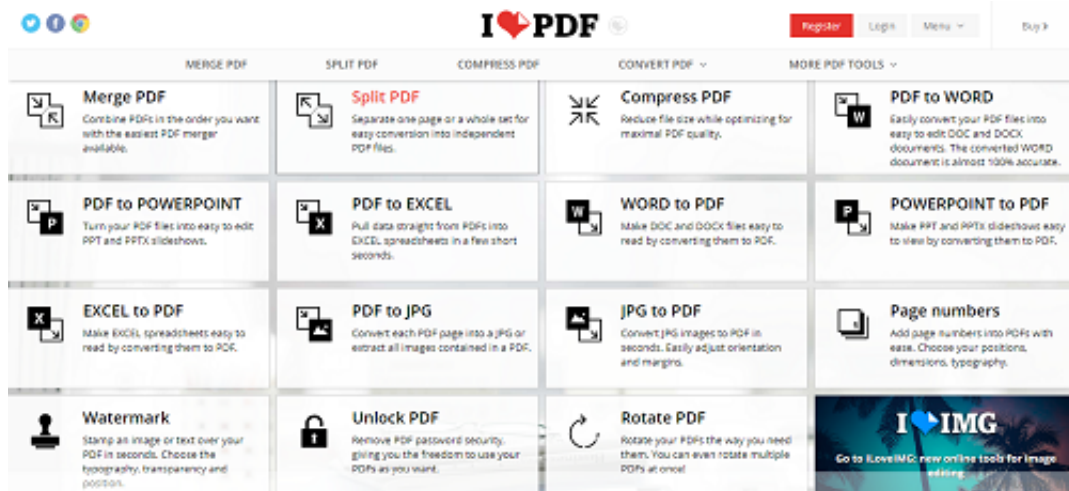 I PDF
Register Login Menu Buy
MERGE PDF SPLIT PDF COMPRESS PDF CONVERT PDF MORE PDF TOOLS
Merge PDF
Combine PDFs in the order you want
with the easiest PDF merger
available.
Split PDF
Separate one page or a whole set for
easy conversion into independent
PDF files.
Compress PDF
Reduce file size while optimizing for
maximal PDF quality.
PDF to WORD
Easily convert your PDF files into
easy to edit DOC and DOCX
documents. The converted WORD
document is almost 100% accurate.
PDF to POWERPOINT
Turn your PDF files into easy to edit
PPT and PPTX slideshows.
PDF to EXCEL
Pull data straight from PDFs into
EXCEL spreadsheets in a few short
seconds.
WORD to PDF
Make DOC and DOCX files easy to
read by converting them to PDF.
POWERPOINT to PDF
Make PPT and PPTX slideshows easy
to view by converting them to PDF.
EXCEL to PDF
Make EXCEL spreadsheets easy to
read by converting them to PDF.
PDF to JPG
Convert each PDF page into a JPG or
extract all images contained in a PDF.
JPG to PDF
Convert JPG images to PDF in
seconds. Easily adjust orientation
and margins.
Page numbers
Add page numbers into PDFs with
ease. Choose your positions,
dimensions, typography.
Watermark
Stamp an image or text over your
PDF in seconds. Choose the
typography, transparency and
position.
Unlock PDF
Remove PDF password security,
giving you the freedom to use your
PDFs as you want.
Rotate PDF
Rotate your PDFs the way you need
them. You can even rotate multiple
PDFs at once!
I IMG
Go to iLoveIMG: new online tools for image
editing